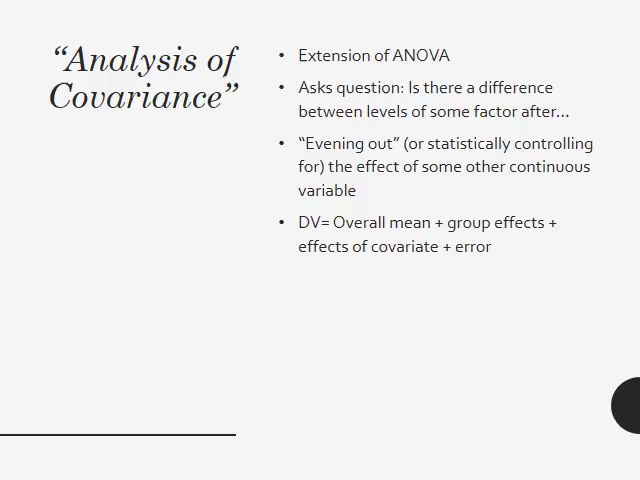 “Analysis of
Covariance”
• Extension of ANOVA
• Asks question: Is there a difference
between levels of some factor after…
• “Evening out” (or statistically controlling
for) the effect of some other continuous
variable
• DV= Overall mean + group effects +
effects of covariate + error